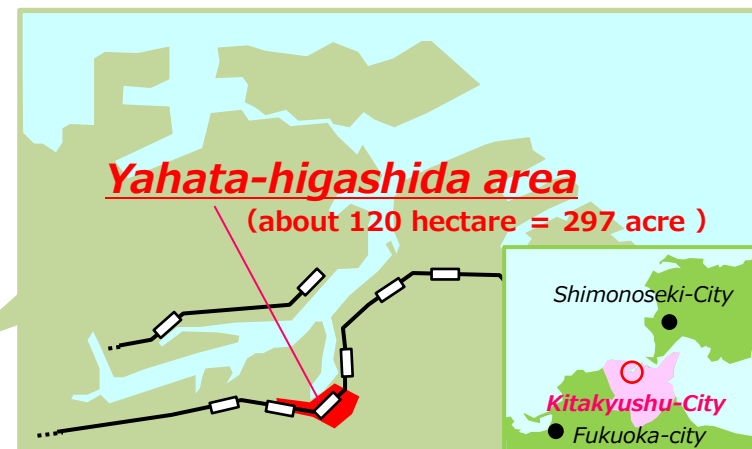 Yahata-higashida area
（about 120 hectare = 297 acre ）
Shimonoseki-City
Kitakyushu-City
Fukuoka-city